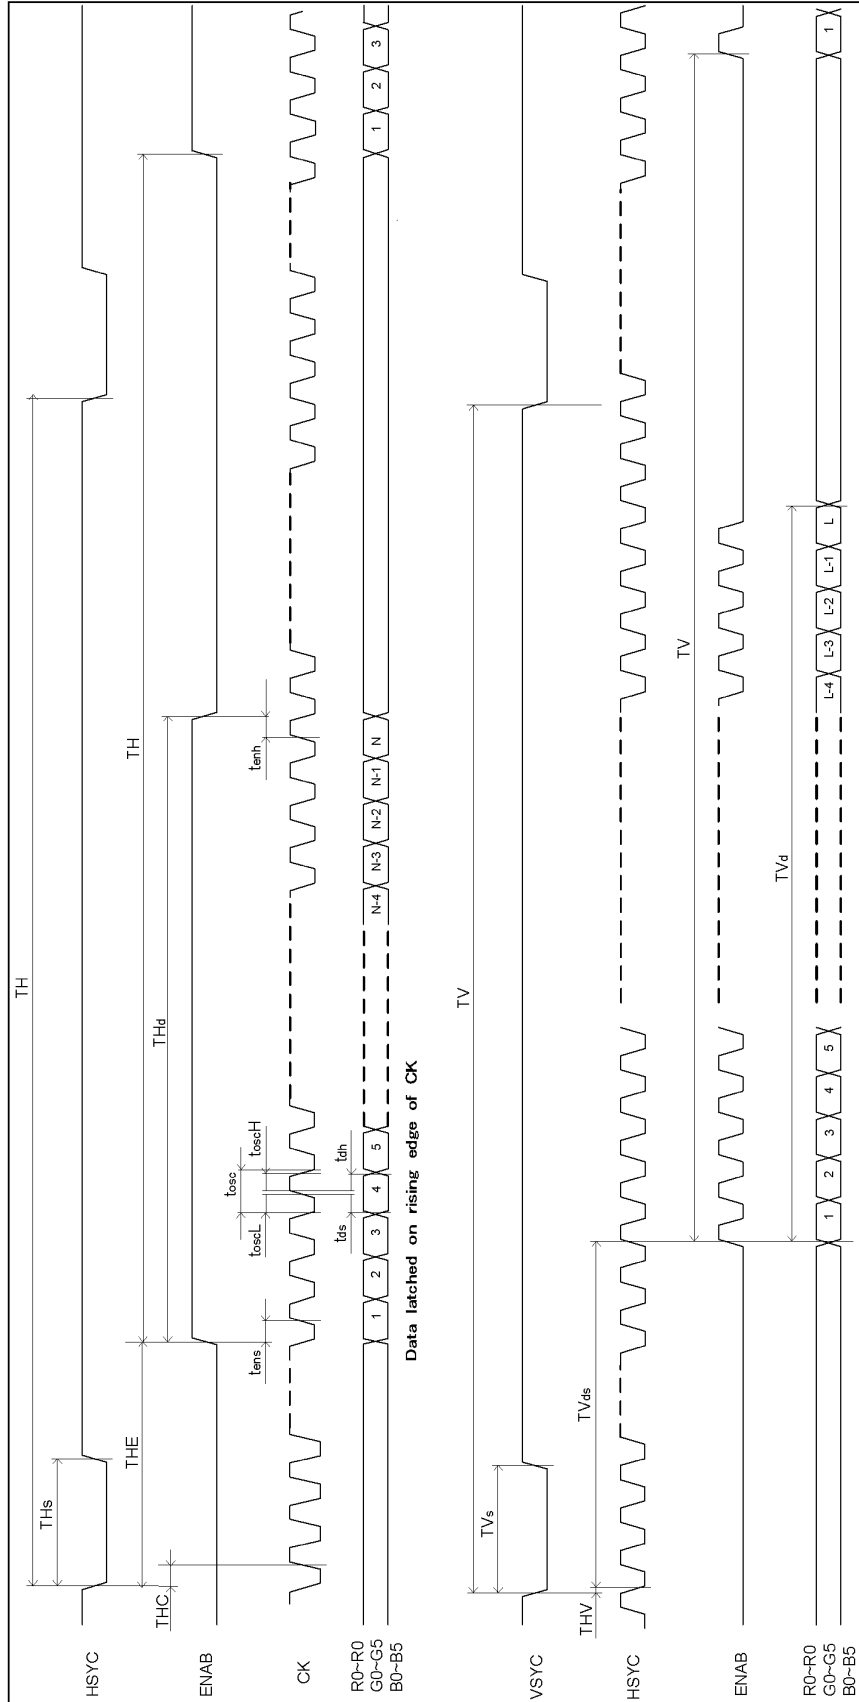 TH
THs
HSYC
TH
THE
THd
ENAB
THC
tens
tosc
toscL
toscH
tenh
CK
tds
tdh
R0~R0
G0~G5
B0~B5
1
2
3
4
5
N-4
N-3
N-2
N-1
N
1
2
3
Data latched on rising edge of CK
TV
TVs
VSYC
THV
TVds
HSYC
TV
ENAB
TVd
R0~R0
G0~G5
B0~B5
1
2
3
4
5
L-4
L-3
L-2
L-1
L
1